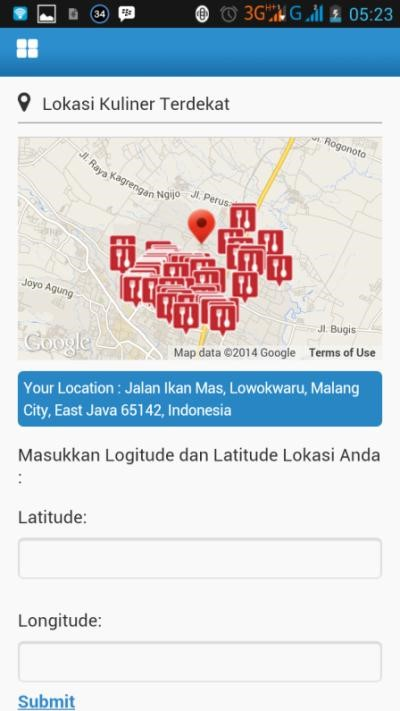 34 3G H+ G 05:23
Lokasi Kuliner Terdekat
Jl. Rogonoto
Jl. Raya Kagrengan Ngijo
Jl. Perus
Joyo Agung
Jl. Bugis
Google
Map data ©2014 Google Terms of Use
Your Location : Jalan Ikan Mas, Lowokwaru, Malang
City, East Java 65142, Indonesia
Masukkan Logitude dan Latitude Lokasi Anda
:
Latitude:
Longitude:
Submit